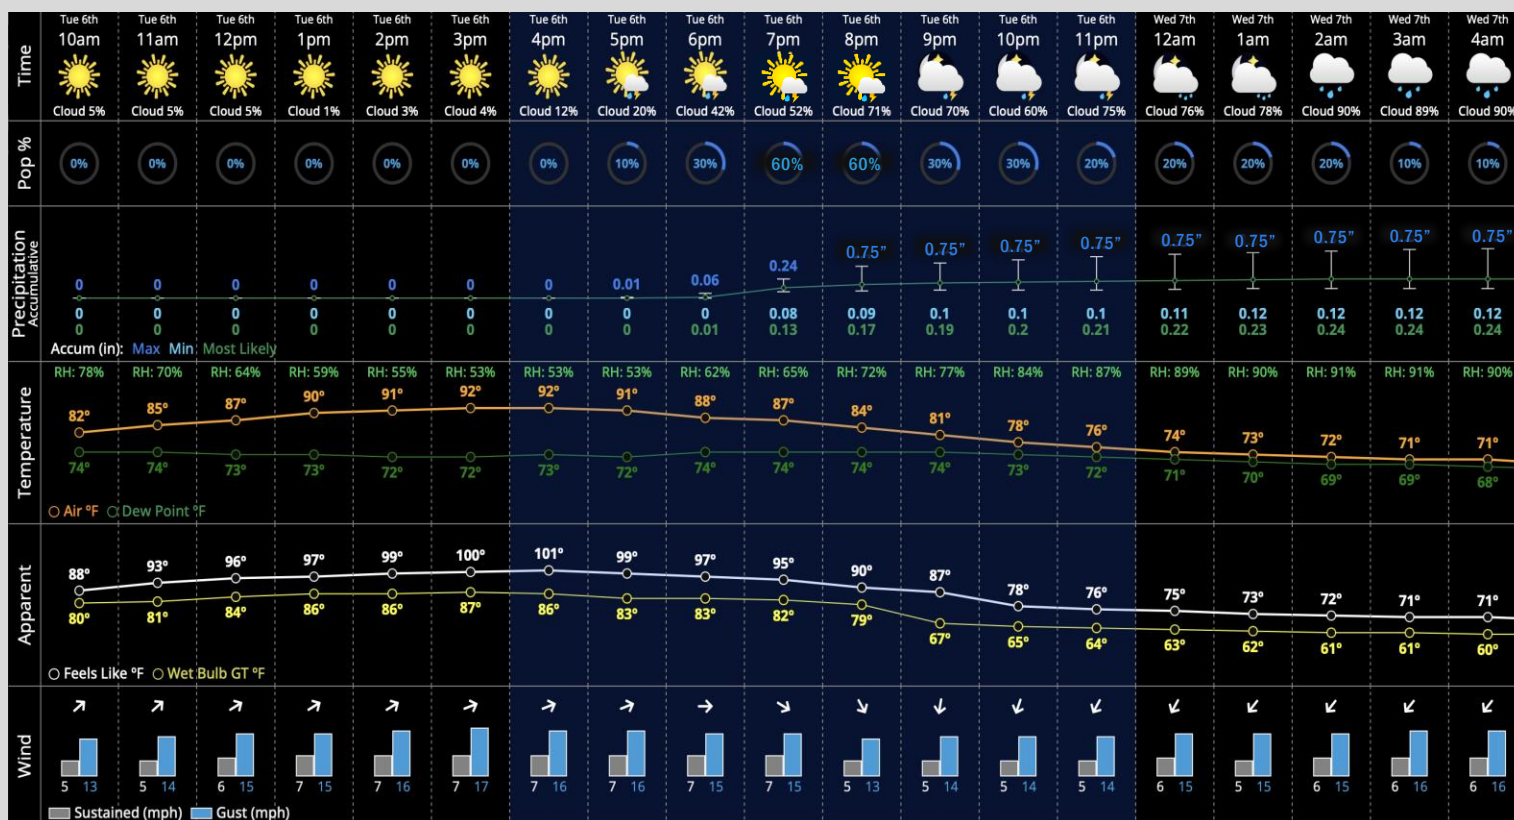 Time
Tue 6th Tue 6th Tue 6th Tue 6th Tue 6th Tue 6th Tue 6th Tue 6th Tue 6th Tue 6th Tue 6th Tue 6th Tue 6th Tue 6th Wed 7th Wed 7th Wed 7th Wed 7th Wed 7th
10am 11am 12pm 1pm 2pm 3pm 4pm 5pm 6pm 7pm 8pm 9pm 10pm 11pm 12am 1am 2am 3am 4am
Cloud 5% Cloud 5% Cloud 5% Cloud 1% Cloud 3% Cloud 4% Cloud 12% Cloud 20% Cloud 42% Cloud 52% Cloud 71% Cloud 70% Cloud 60% Cloud 75% Cloud 76% Cloud 78% Cloud 90% Cloud 89% Cloud 90%
Pop %
0% 0% 0% 0% 0% 0% 0% 10% 30% 60% 60% 30% 30% 20% 20% 20% 20% 10% 10%
Precipitation
Accumulative
0 0 0 0 0 0 0 0.01 0.06 0.24 0.75" 0.75" 0.75" 0.75" 0.75" 0.75" 0.75" 0.75" 0.75"
0 0 0 0 0 0 0 0 0 0.08 0.09 0.1 0.1 0.1 0.11 0.12 0.12 0.12 0.12
0 0 0 0 0 0 0 0 0.01 0.13 0.17 0.19 0.2 0.21 0.22 0.23 0.24 0.24 0.24
Accum (in): Max Min Most Likely
Temperature
RH: 78% RH: 70% RH: 64% RH: 59% RH: 55% RH: 53% RH: 53% RH: 53% RH: 62% RH: 65% RH: 72% RH: 77% RH: 84% RH: 87% RH: 89% RH: 90% RH: 91% RH: 91% RH: 90%
82° 85° 87° 90° 91° 92° 92° 91° 88° 87° 84° 81° 78° 76° 74° 73° 72° 71° 71°
74° 74° 73° 73° 72° 72° 73° 72° 74° 74° 74° 74° 73° 72° 71° 70° 69° 69° 68°
Air ºF Dew Point ºF
Apparent
88° 93° 96° 97° 99° 100° 101° 99° 97° 95° 90° 87° 78° 76° 75° 73° 72° 71° 71°
80° 81° 84° 86° 86° 87° 86° 83° 83° 82° 79° 67° 65° 64° 63° 62° 61° 61° 60°
Feels Like ºF Wet Bulb GT ºF
Wind
5 13 5 14 6 15 7 15 7 16 7 17 7 16 7 16 7 15 7 15 5 13 5 14 5 14 5 14 6 15 5 15 6 15 6 16 6 16
Sustained (mph) Gust (mph)